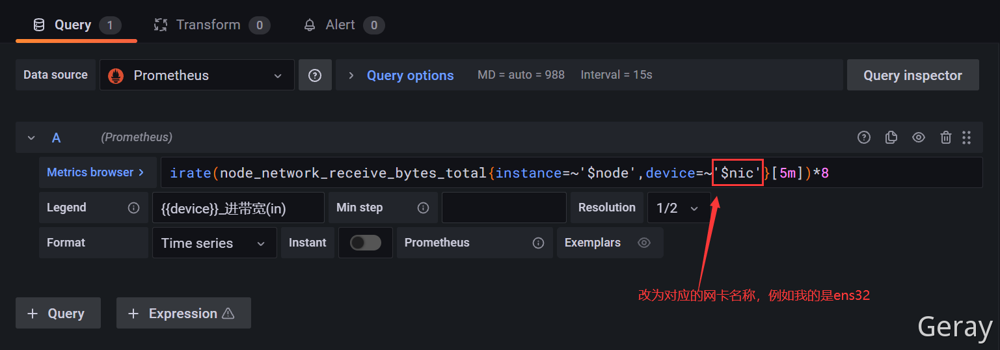 Query 1 Transform 0 Alert 0
Data source Prometheus Query options MD = auto = 988 Interval = 15s Query inspector
A (Prometheus)
Metrics browser irate(node_network_receive_bytes_total{instance=~'$node',device=~'$nic'}[5m])*8
Legend {{device}}_进带宽(in) Min step Resolution 1/2
Format Time series Instant Prometheus Exemplars
改为对应的网卡名称，例如我的是ens32
+ Query + Expression
Geray